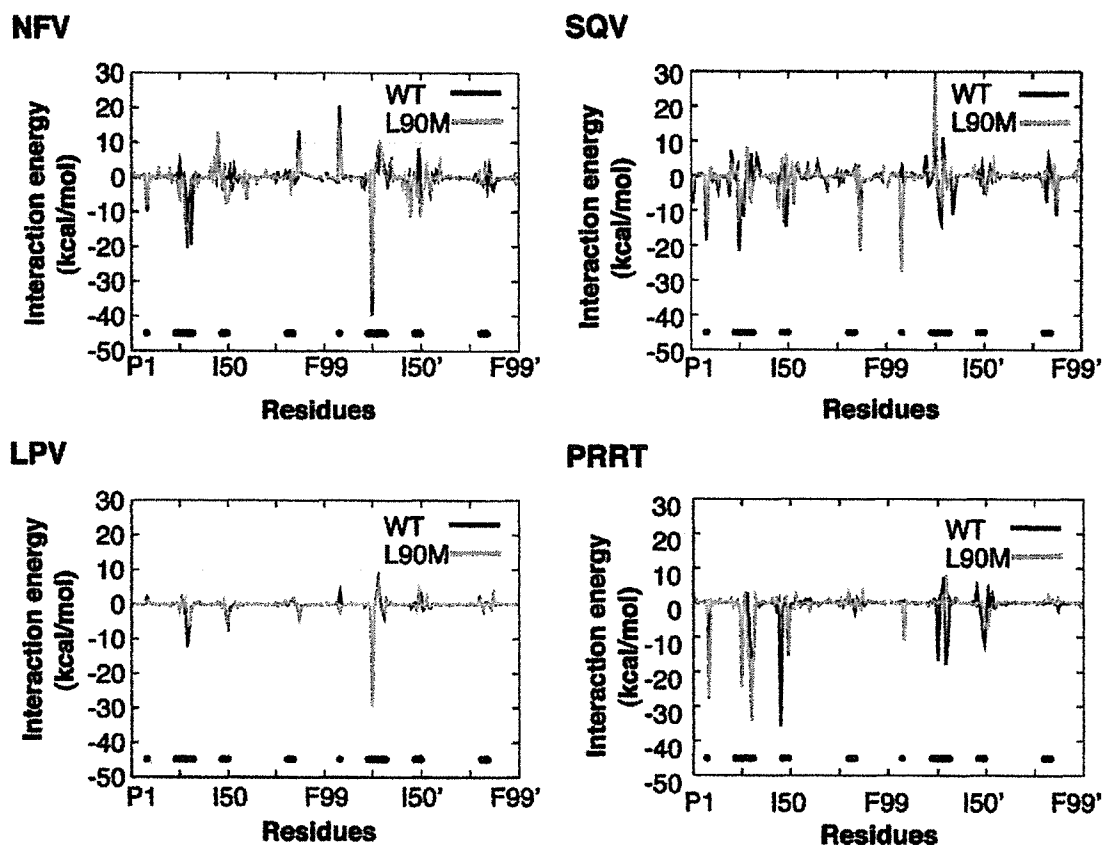 NFV
Interaction energy
(kcal/mol)
30
20
10
0
-10
-20
-30
-40
-50
WT
L90M
P1 I50 F99 I50' F99'
Residues
SQV
Interaction energy
(kcal/mol)
30
20
10
0
-10
-20
-30
-40
-50
WT
L90M
P1 I50 F99 I50' F99'
Residues
LPV
Interaction energy
(kcal/mol)
30
20
10
0
-10
-20
-30
-40
-50
WT
L90M
P1 I50 F99 I50' F99'
Residues
PRRT
Interaction energy
(kcal/mol)
30
20
10
0
-10
-20
-30
-40
-50
WT
L90M
P1 I50 F99 I50' F99'
Residues